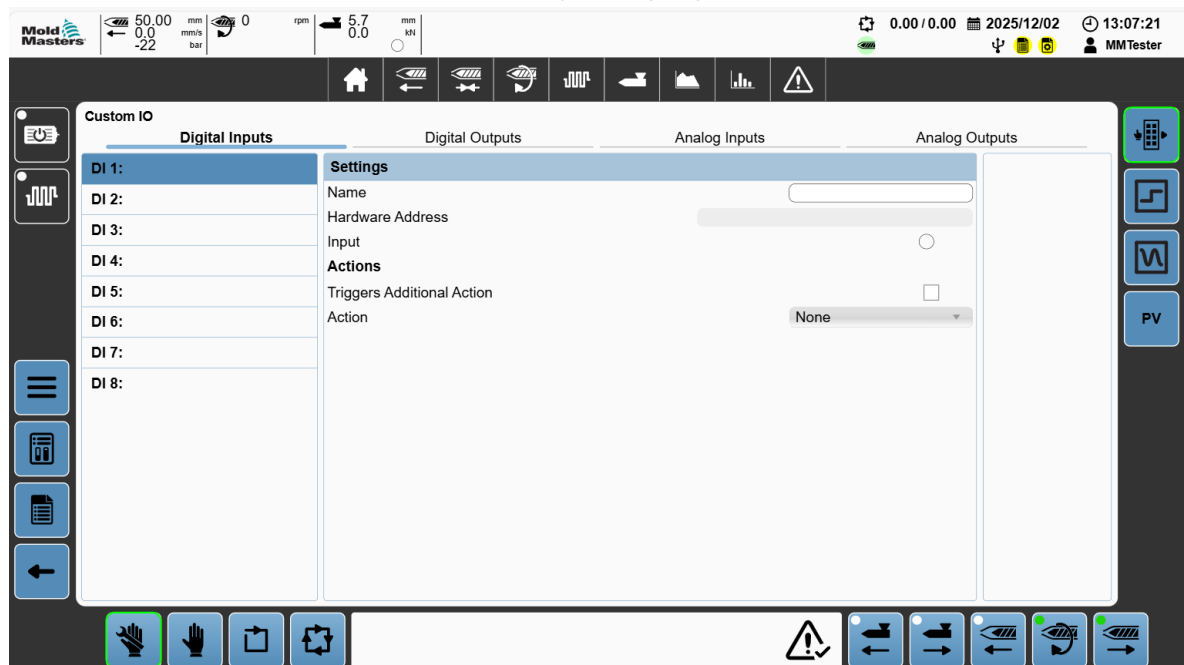 Mold
Masters
50.00 mm
0.0 mm/s
-22 bar
0 rpm
5.7 mm
0.0 kN
0.00 / 0.00
2025/12/02
13:07:21
MMTester
Custom IO
Digital Inputs
Digital Outputs
Analog Inputs
Analog Outputs
DI 1:
DI 2:
DI 3:
DI 4:
DI 5:
DI 6:
DI 7:
DI 8:
Settings
Name
Hardware Address
Input
Actions
Triggers Additional Action
Action None
PV